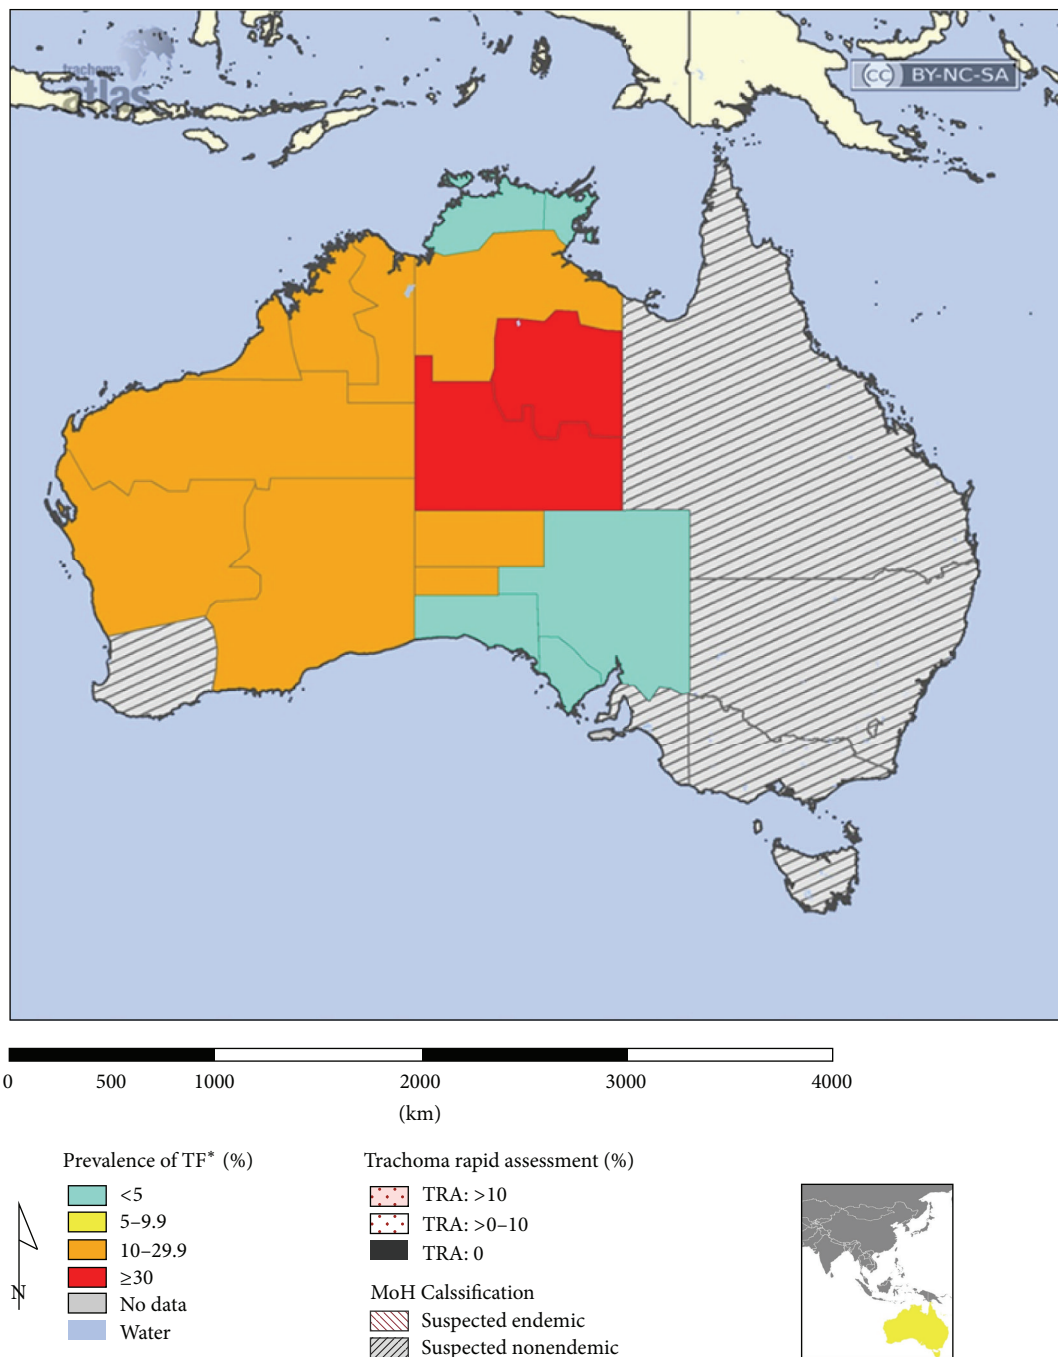 trachoma
atlas
CC BY-NC-SA
0 500 1000 2000 3000 4000
(km)
Prevalence of TF* (%)
<5
5–9.9
10–29.9
≥30
No data
Water
N
Trachoma rapid assessment (%)
TRA: >10
TRA: >0–10
TRA: 0
MoH Calssification
Suspected endemic
Suspected nonendemic